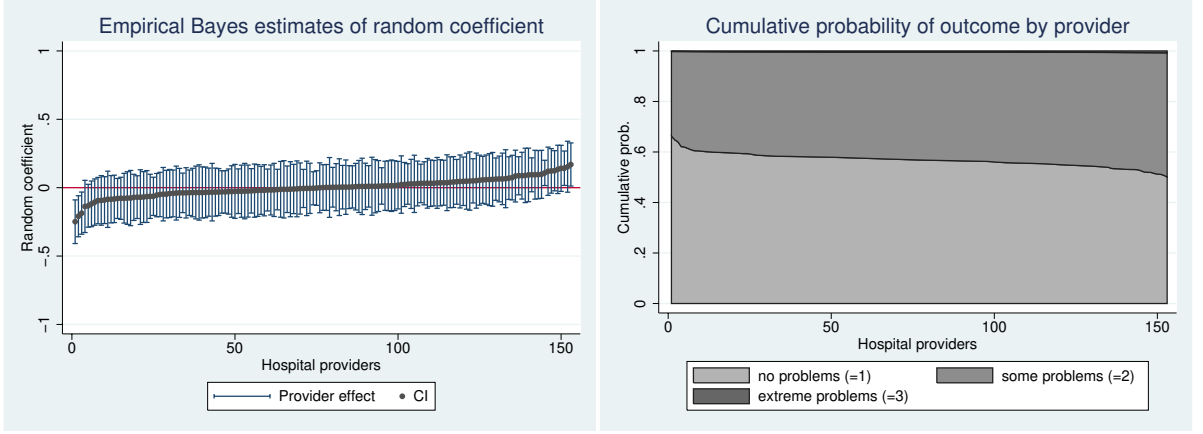 Empirical Bayes estimates of random coefficient
Random coefficient
1
.5
0
−.5
−1
0
50
100
150
Hospital providers
Provider effect
CI
Cumulative probability of outcome by provider
Cumulative prob.
1
.8
.6
.4
.2
0
0
50
100
150
Hospital providers
no problems (=1)
some problems (=2)
extreme problems (=3)